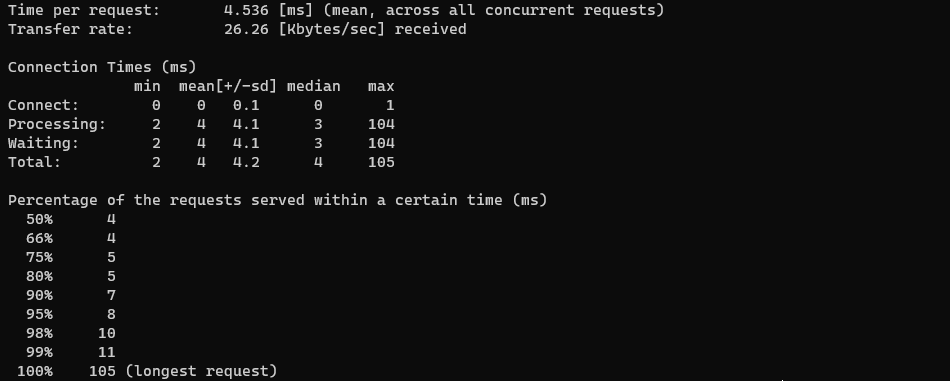 Time per request:       4.536 [ms] (mean, across all concurrent requests)
Transfer rate:          26.26 [Kbytes/sec] received
Connection Times (ms)
              min  mean[+/-sd] median   max
Connect:        0    0   0.1      0       1
Processing:     2    4   4.1      3     104
Waiting:        2    4   4.1      3     104
Total:          2    4   4.2      4     105
Percentage of the requests served within a certain time (ms)
  50%      4
  66%      4
  75%      5
  80%      5
  90%      7
  95%      8
  98%     10
  99%     11
 100%    105 (longest request)